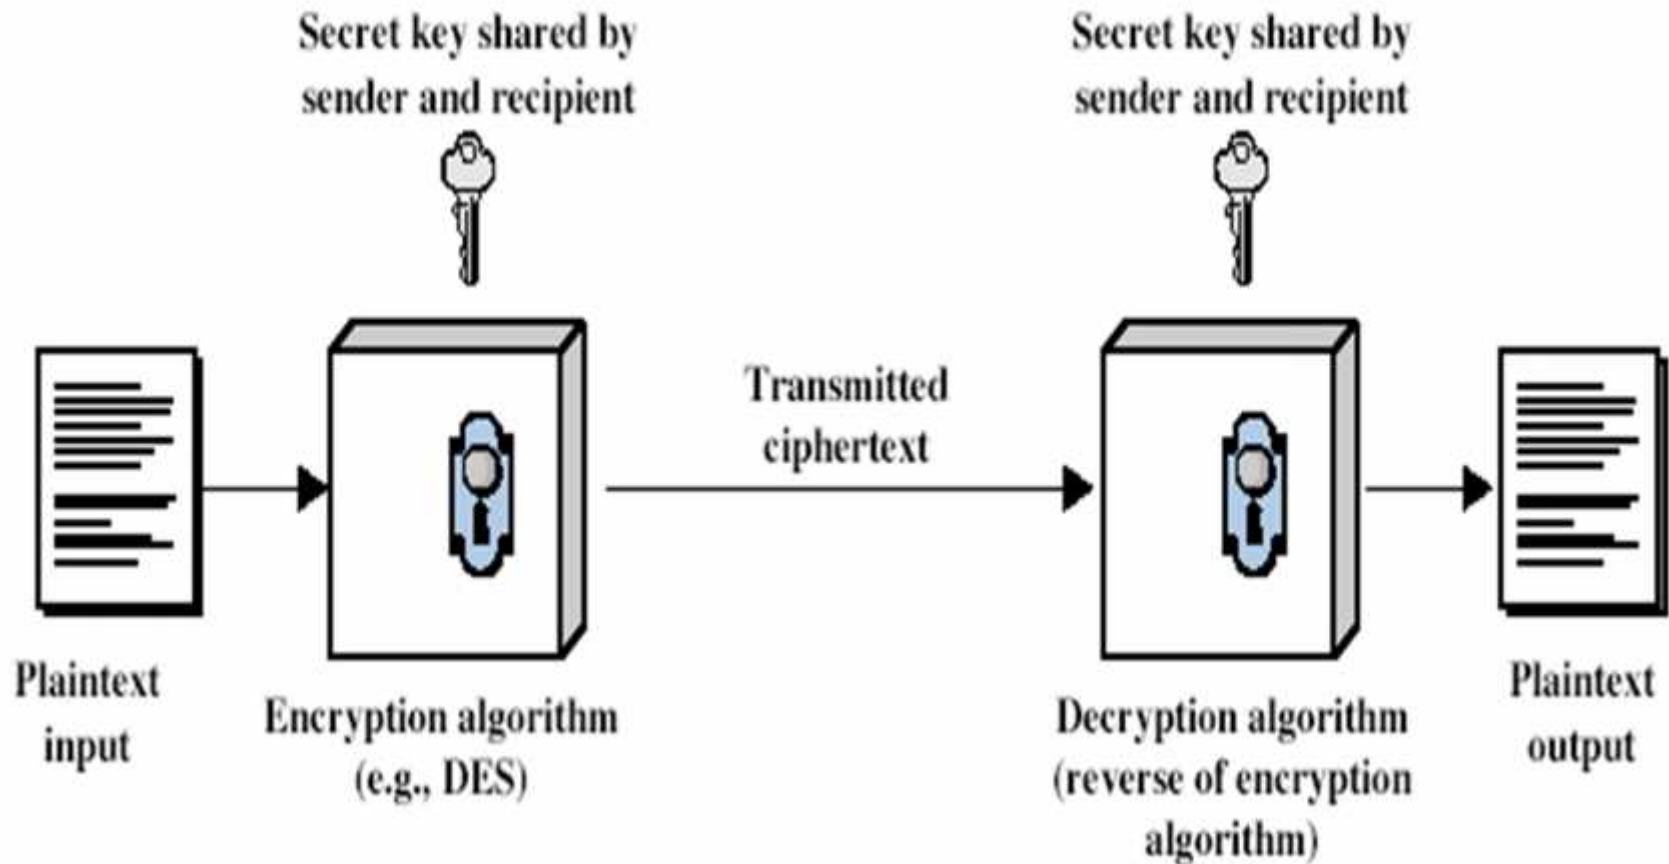 Secret key shared by
sender and recipient
Secret key shared by
sender and recipient
Transmitted
ciphertext
Plaintext
input
Encryption algorithm
(e.g., DES)
Decryption algorithm
(reverse of encryption
algorithm)
Plaintext
output